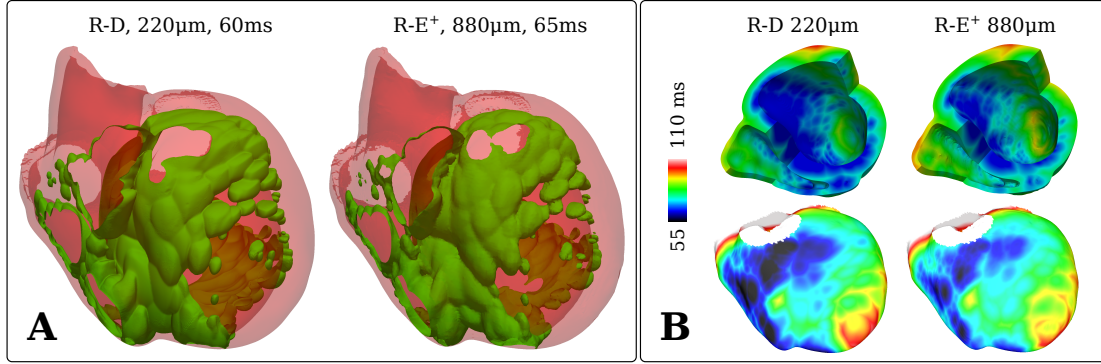 R-D, 220μm, 60ms
R-E⁺, 880μm, 65ms
A
R-D 220μm
R-E⁺ 880μm
55 110 ms
B